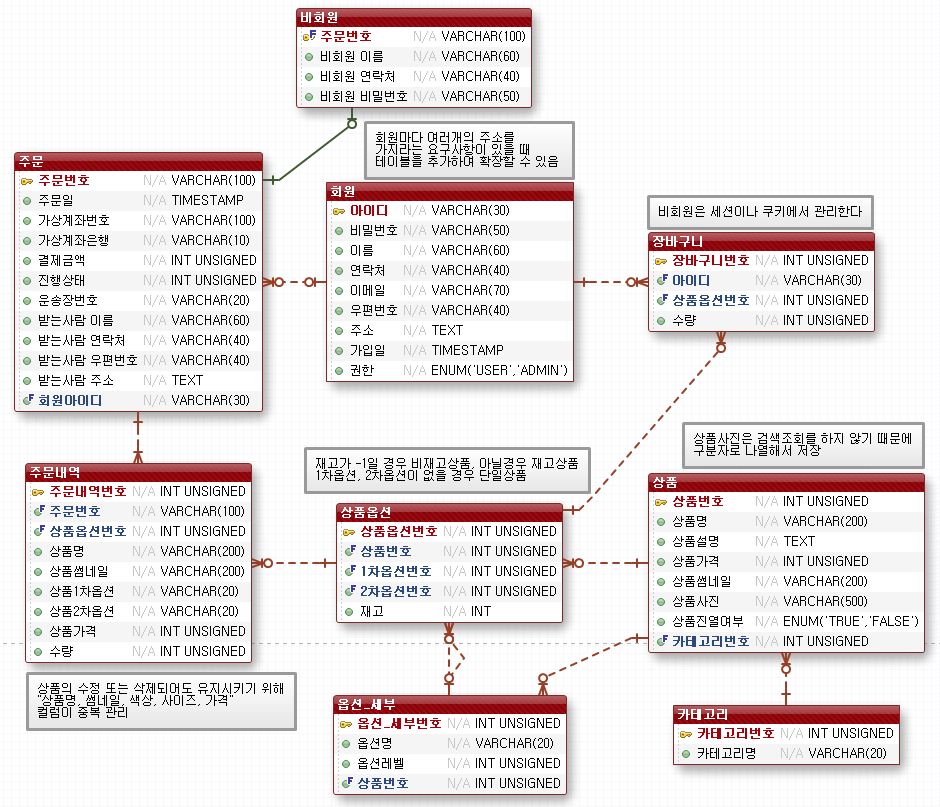 비회원
주문번호 N/A VARCHAR(100)
비회원 이름 N/A VARCHAR(60)
비회원 연락처 N/A VARCHAR(40)
비회원 비밀번호 N/A VARCHAR(50)
회원마다 여러개의 주소를
가지라는 요구사항이 있을 때
테이블을 추가하며 확장할 수 있음
주문
주문번호 N/A VARCHAR(100)
주문일 N/A TIMESTAMP
가상계좌번호 N/A VARCHAR(100)
가상계좌은행 N/A VARCHAR(10)
결제금액 N/A INT UNSIGNED
진행상태 N/A INT UNSIGNED
운송장번호 N/A VARCHAR(20)
받는사람 이름 N/A VARCHAR(60)
받는사람 연락처 N/A VARCHAR(40)
받는사람 우편번호 N/A VARCHAR(40)
받는사람 주소 N/A TEXT
회원아이디 N/A VARCHAR(30)
회원
아이디 N/A VARCHAR(30)
비밀번호 N/A VARCHAR(50)
이름 N/A VARCHAR(60)
연락처 N/A VARCHAR(40)
이메일 N/A VARCHAR(70)
우편번호 N/A VARCHAR(40)
주소 N/A TEXT
가입일 N/A TIMESTAMP
권한 N/A ENUM('USER','ADMIN')
비회원은 세션이나 쿠키에서 관리한다
장바구니
장바구니번호 N/A INT UNSIGNED
아이디 N/A VARCHAR(30)
상품옵션번호 N/A INT UNSIGNED
수량 N/A INT UNSIGNED
주문내역
주문내역번호 N/A INT UNSIGNED
주문번호 N/A VARCHAR(100)
상품옵션번호 N/A INT UNSIGNED
상품명 N/A VARCHAR(200)
상품썸네일 N/A VARCHAR(200)
상품1차옵션 N/A VARCHAR(20)
상품2차옵션 N/A VARCHAR(20)
상품가격 N/A INT UNSIGNED
수량 N/A INT UNSIGNED
상품의 수정 또는 삭제되어도 유지시키기 위해
"상품명, 썸네일, 색상, 사이즈, 가격"
컬럼이 중복 관리
재고가 -1일 경우 비재고상품, 아닐경우 재고상품
1차옵션, 2차옵션이 없을 경우 단일상품
상품옵션
상품옵션번호 N/A INT UNSIGNED
상품번호 N/A INT UNSIGNED
1차옵션번호 N/A INT UNSIGNED
2차옵션번호 N/A INT UNSIGNED
재고 N/A INT
상품사진은 검색조회를 하지 않기 때문에
구분자로 나열해서 저장
상품
상품번호 N/A INT UNSIGNED
상품명 N/A VARCHAR(200)
상품설명 N/A TEXT
상품가격 N/A INT UNSIGNED
상품썸네일 N/A VARCHAR(200)
상품사진 N/A VARCHAR(500)
상품진열여부 N/A ENUM('TRUE','FALSE')
카테고리번호 N/A INT UNSIGNED
옵션_세부
옵션_세부번호 N/A INT UNSIGNED
옵션명 N/A VARCHAR(20)
옵션레벨 N/A INT UNSIGNED
상품번호 N/A INT UNSIGNED
카테고리
카테고리번호 N/A INT UNSIGNED
카테고리명 N/A VARCHAR(20)